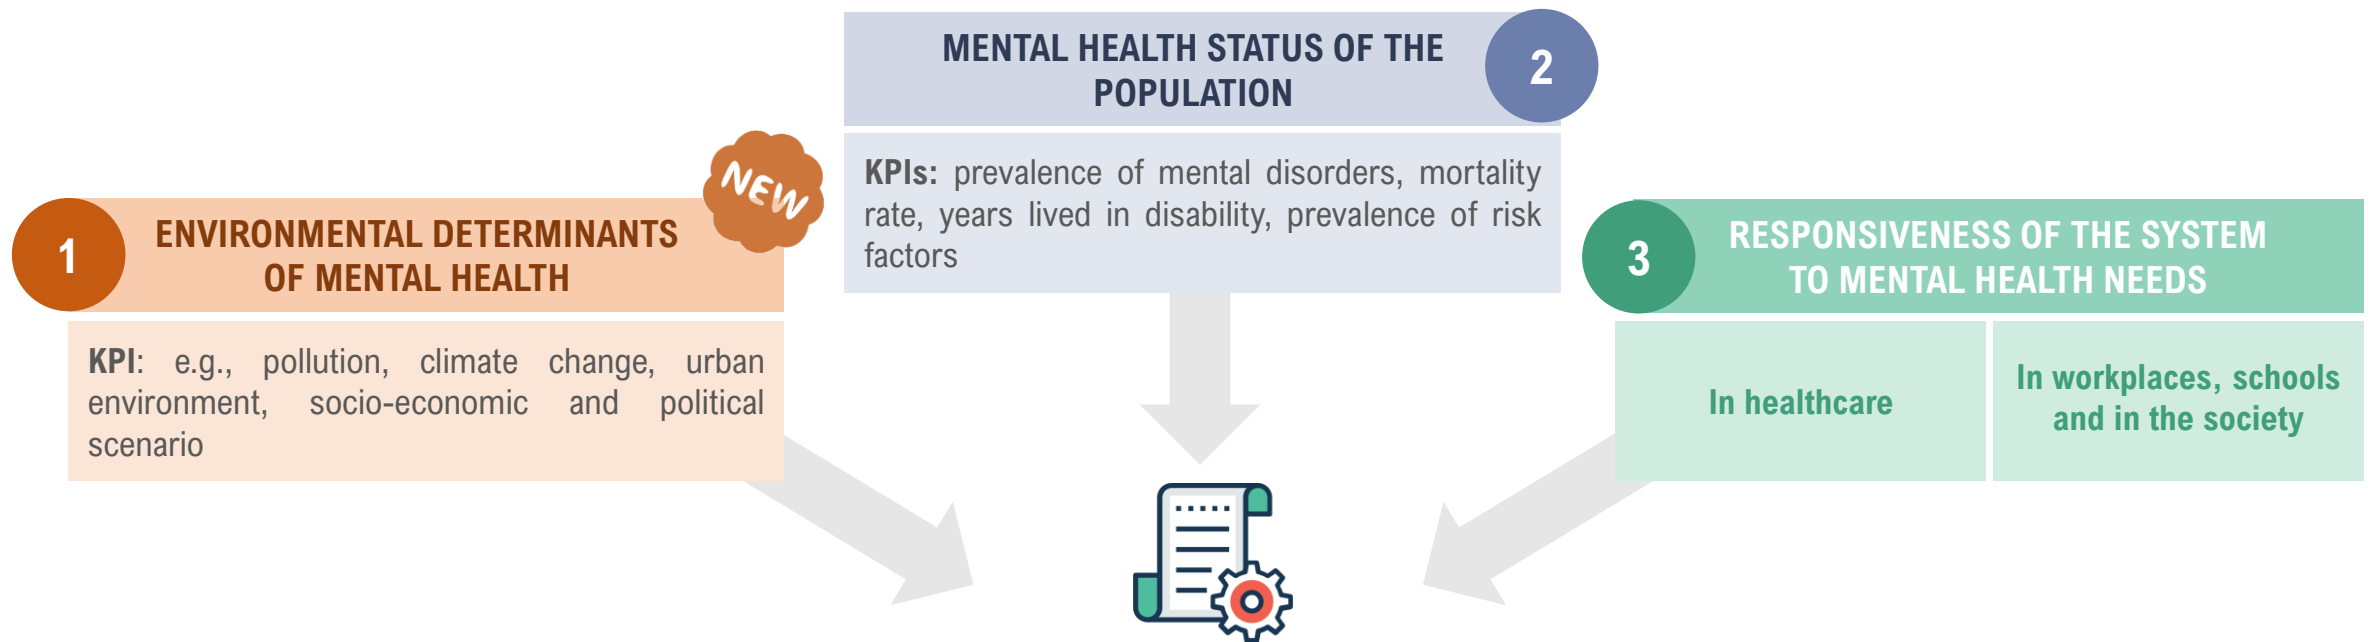 1
ENVIRONMENTAL DETERMINANTS
OF MENTAL HEALTH
NEW
KPI: e.g., pollution, climate change, urban
environment, socio-economic and political
scenario
MENTAL HEALTH STATUS OF THE
POPULATION
2
KPIs: prevalence of mental disorders, mortality
rate, years lived in disability, prevalence of risk
factors
3
RESPONSIVENESS OF THE SYSTEM
TO MENTAL HEALTH NEEDS
In healthcare
In workplaces, schools
and in the society